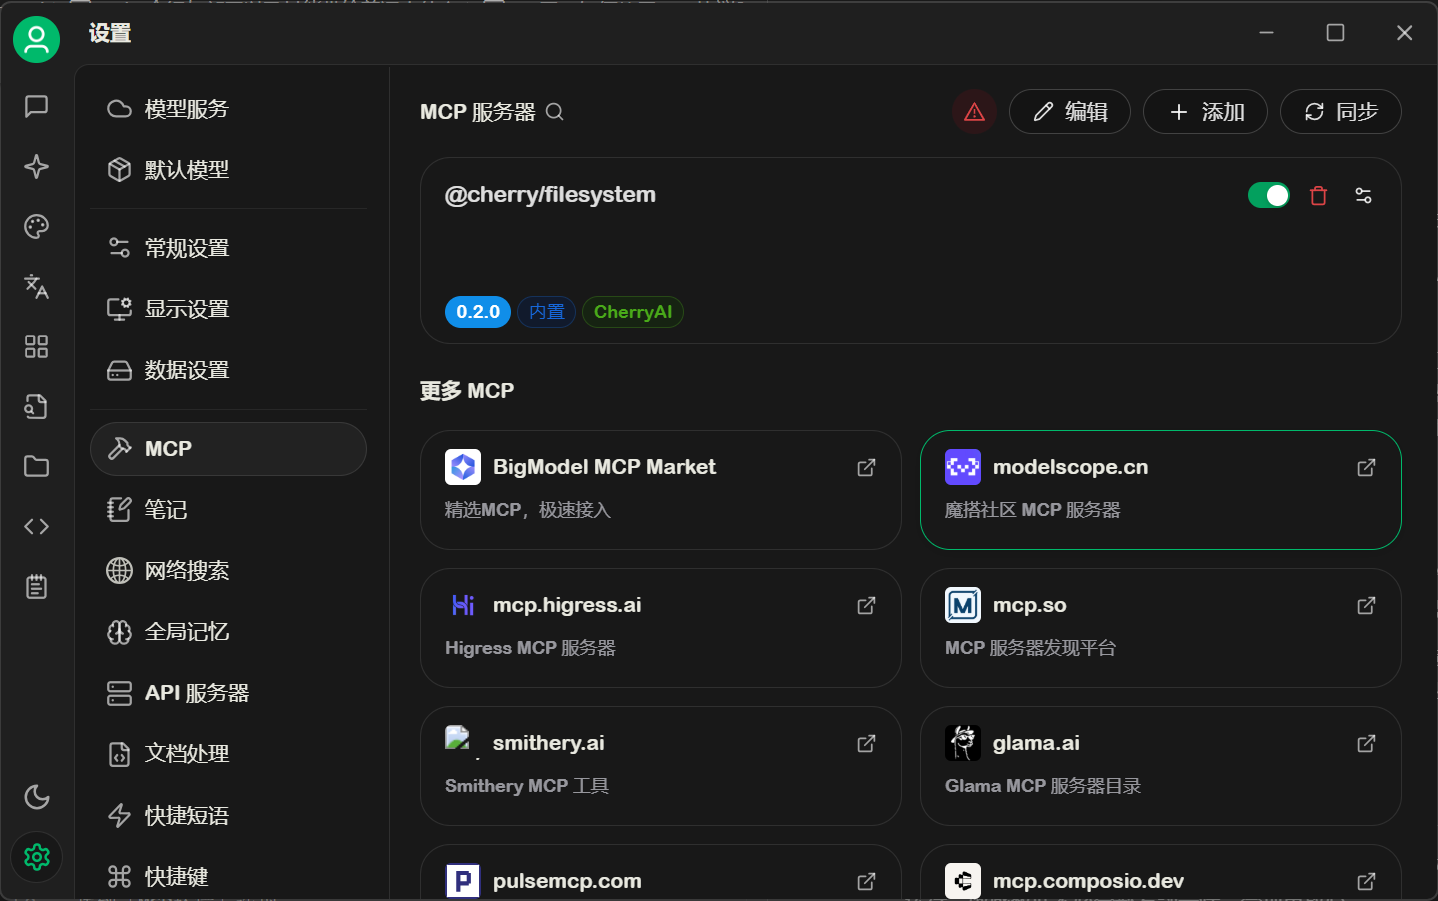 设置
模型服务
默认模型
常规设置
显示设置
数据设置
MCP
笔记
网络搜索
全局记忆
API 服务器
文档处理
快捷短语
快捷键
MCP 服务器
编辑
添加
同步
@cherry/filesystem
0.2.0
内置
CherryAI
更多 MCP
BigModel MCP Market
精选MCP，极速接入
modelscope.cn
魔搭社区 MCP 服务器
mcp.higress.ai
Higress MCP 服务器
mcp.so
MCP 服务器发现平台
smithery.ai
Smithery MCP 工具
glama.ai
Glama MCP 服务器目录
pulsemcp.com
mcp.composio.dev